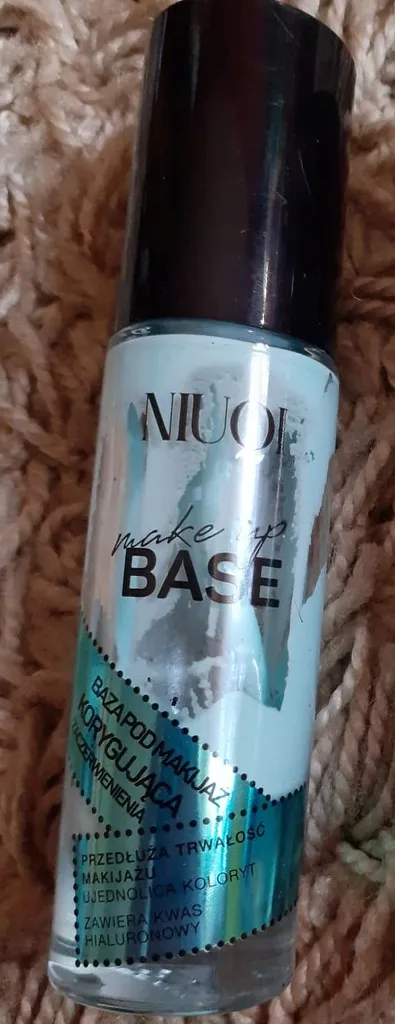 NIUQI
make up
BASE
BAZA POD MAKIJAŻ
KORYGUJĄCA
ZACZERWIENIENIA
PRZEDŁUŻA TRWAŁOŚĆ
MAKIJAŻU
UJEDNOLICA KOLORYT
ZAWIERA KWAS
HIALURONOWY